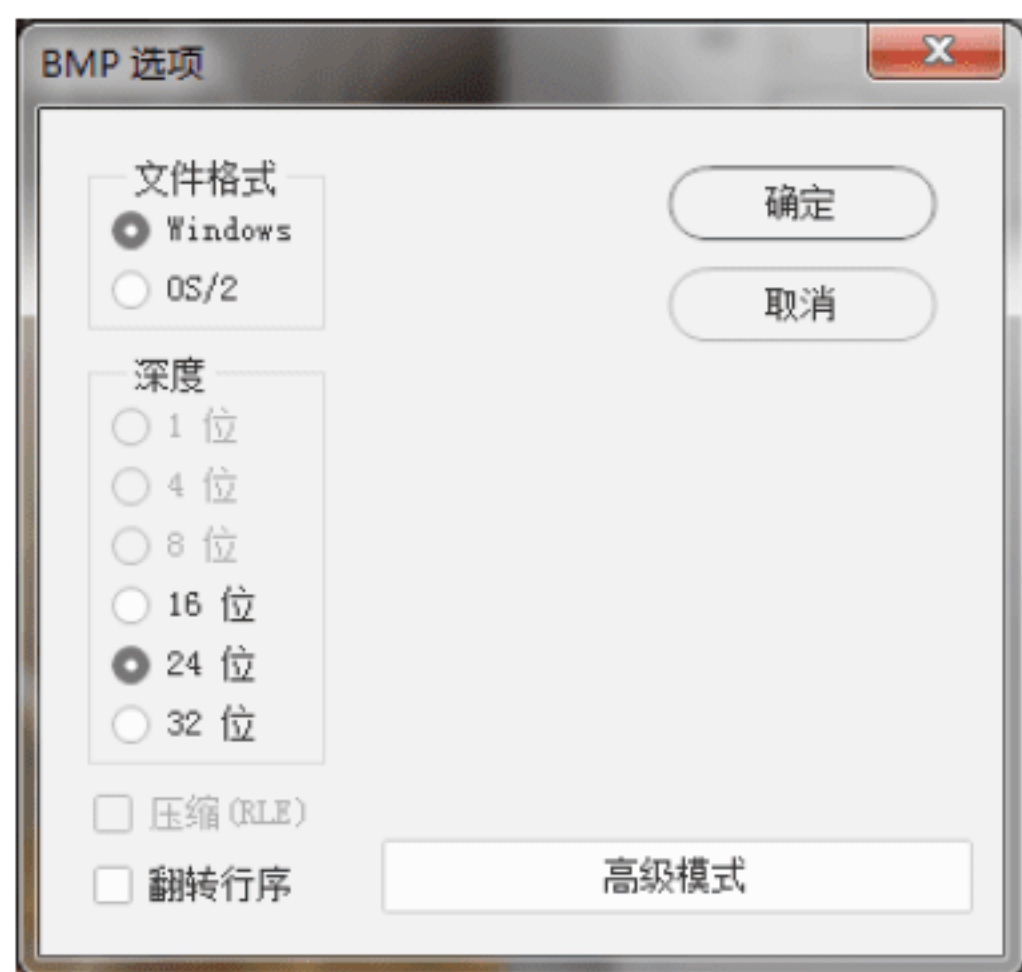 BMP 选项
文件格式
Windows
OS/2
确定
取消
深度
1 位
4 位
8 位
16 位
24 位
32 位
压缩(RLE)
翻转行序
高级模式